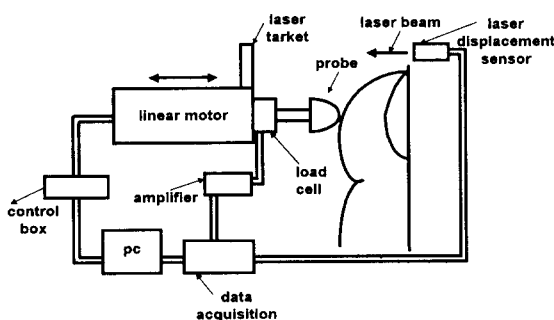 laser
tarket
laser beam
laser
displacement
sensor
probe
linear motor
load
cell
amplifier
control
box
pc
data
acquisition